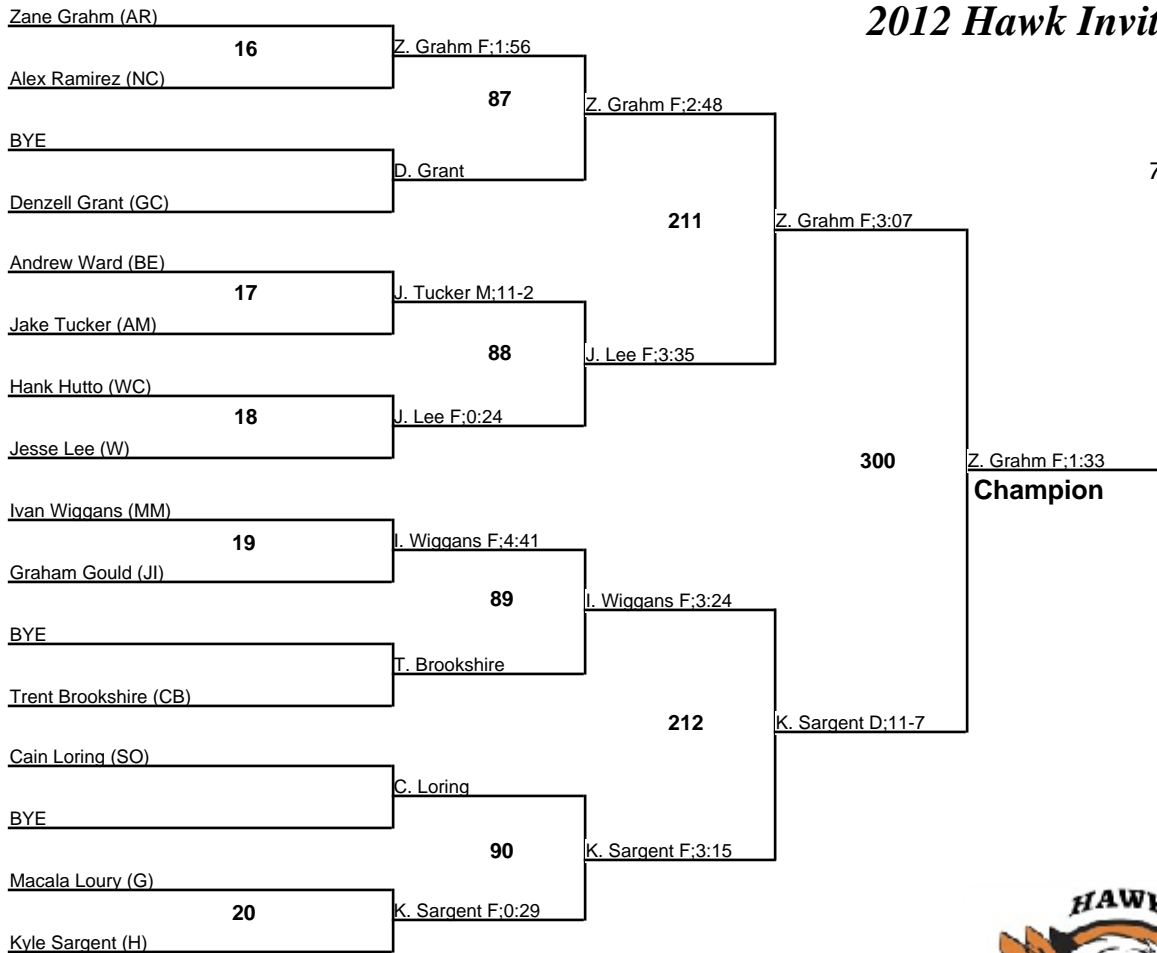 2012 Hawk Invit
Zane Grahm (AR)
16
Z. Grahm F;1:56
Alex Ramirez (NC)
87
Z. Grahm F;2:48
BYE
D. Grant
7
Denzell Grant (GC)
211
Z. Grahm F;3:07
Andrew Ward (BE)
17
J. Tucker M;11-2
Jake Tucker (AM)
88
J. Lee F;3:35
Hank Hutto (WC)
18
J. Lee F;0:24
Jesse Lee (W)
300
Z. Grahm F;1:33
Champion
Ivan Wiggans (MM)
19
I. Wiggans F;4:41
Graham Gould (JI)
89
I. Wiggans F;3:24
BYE
T. Brookshire
Trent Brookshire (CB)
212
K. Sargent D;11-7
Cain Loring (SO)
C. Loring
BYE
90
K. Sargent F;3:15
Macala Loury (G)
20
K. Sargent F;0:29
Kyle Sargent (H)
HAWK